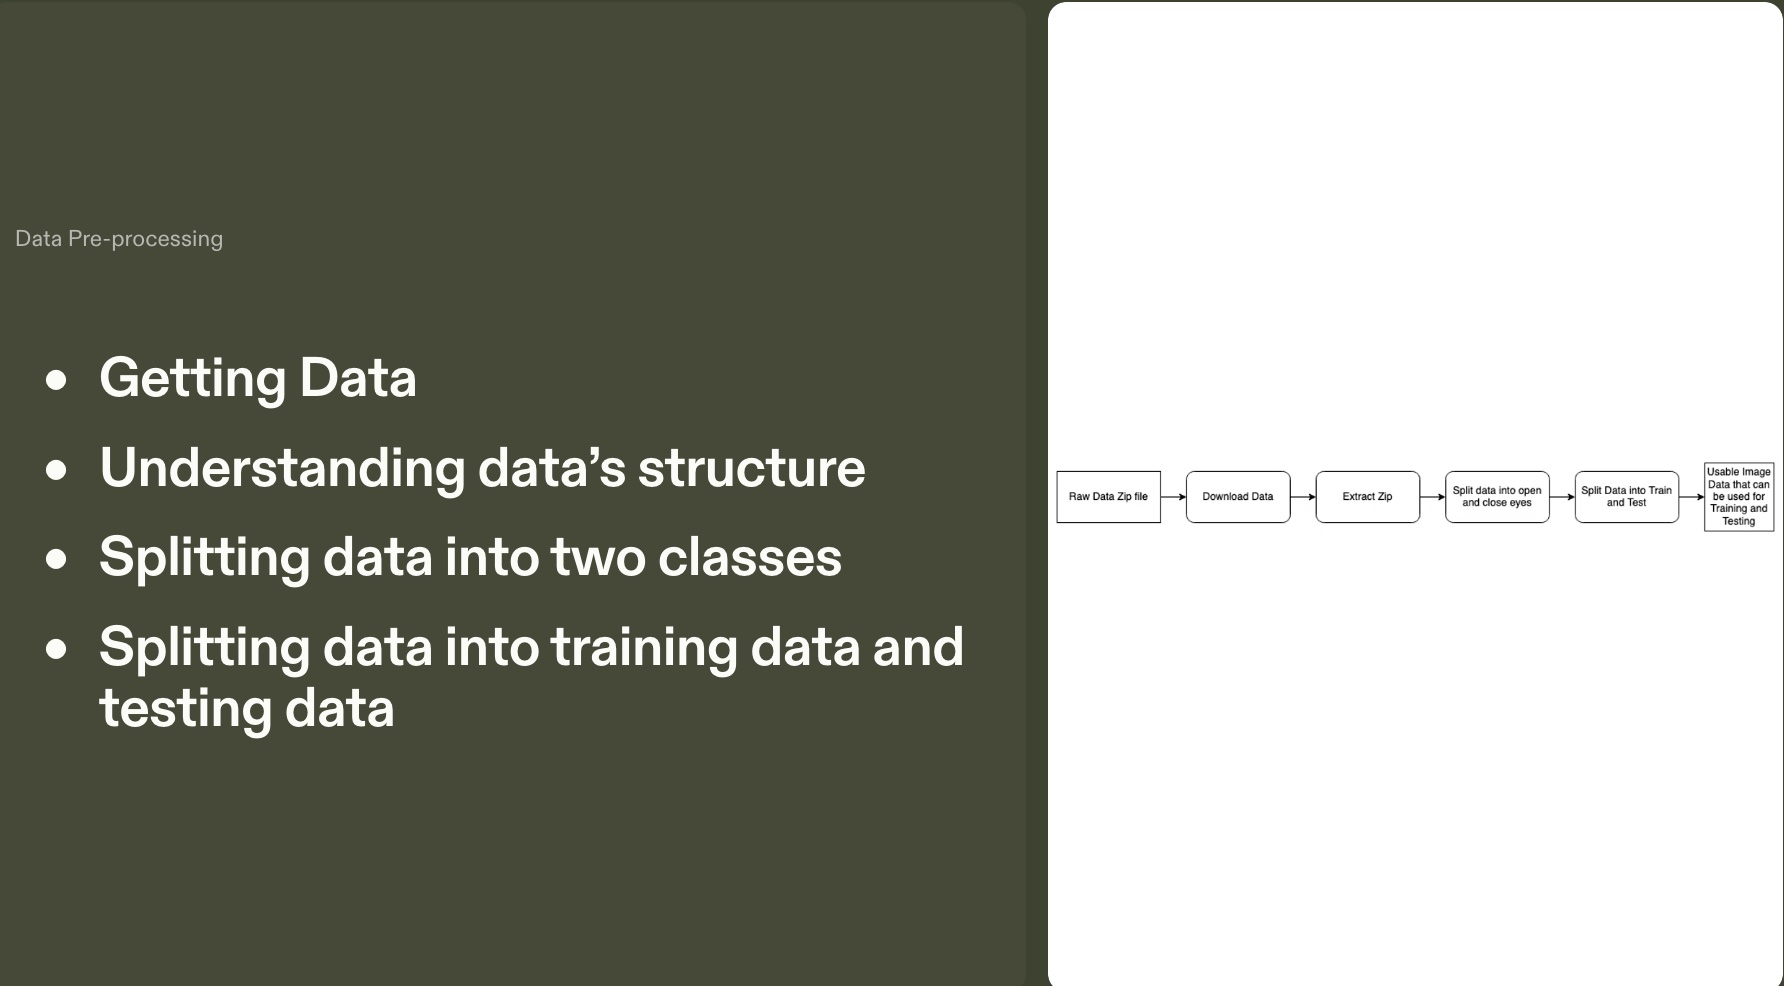 Data Pre-processing
• Getting Data
• Understanding data’s structure
• Splitting data into two classes
• Splitting data into training data and
testing data
Raw Data Zip file
Download Data
Extract Zip
Split data into open
and close eyes
Split Data into Train
and Test
Usable Image
Data that can
be used for
Training and
Testing